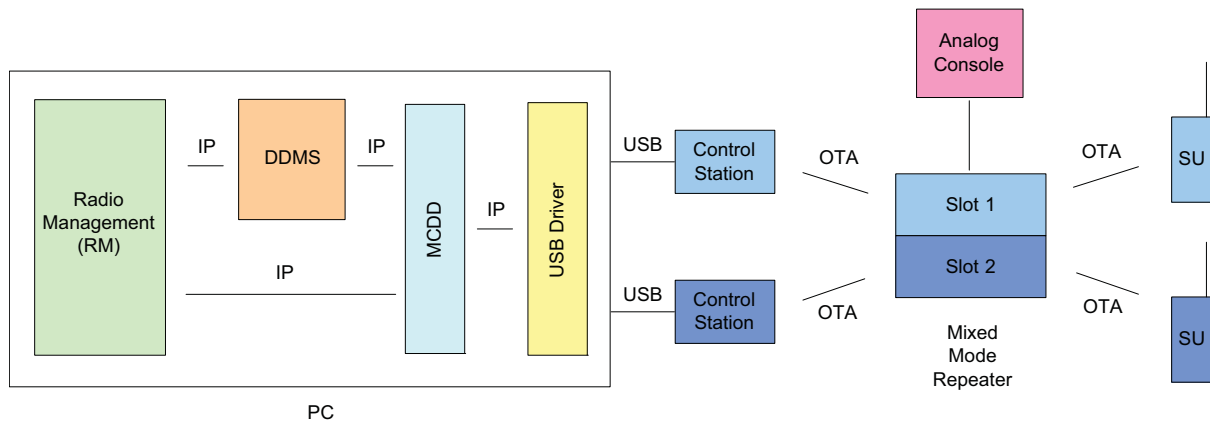 Analog
Console
Radio
Management
(RM)
IP
DDMS
IP
MCDD
IP
USB Driver
IP
USB
Control
Station
OTA
Slot 1
OTA
SU
USB
Control
Station
OTA
Slot 2
OTA
SU
Mixed
Mode
Repeater
PC